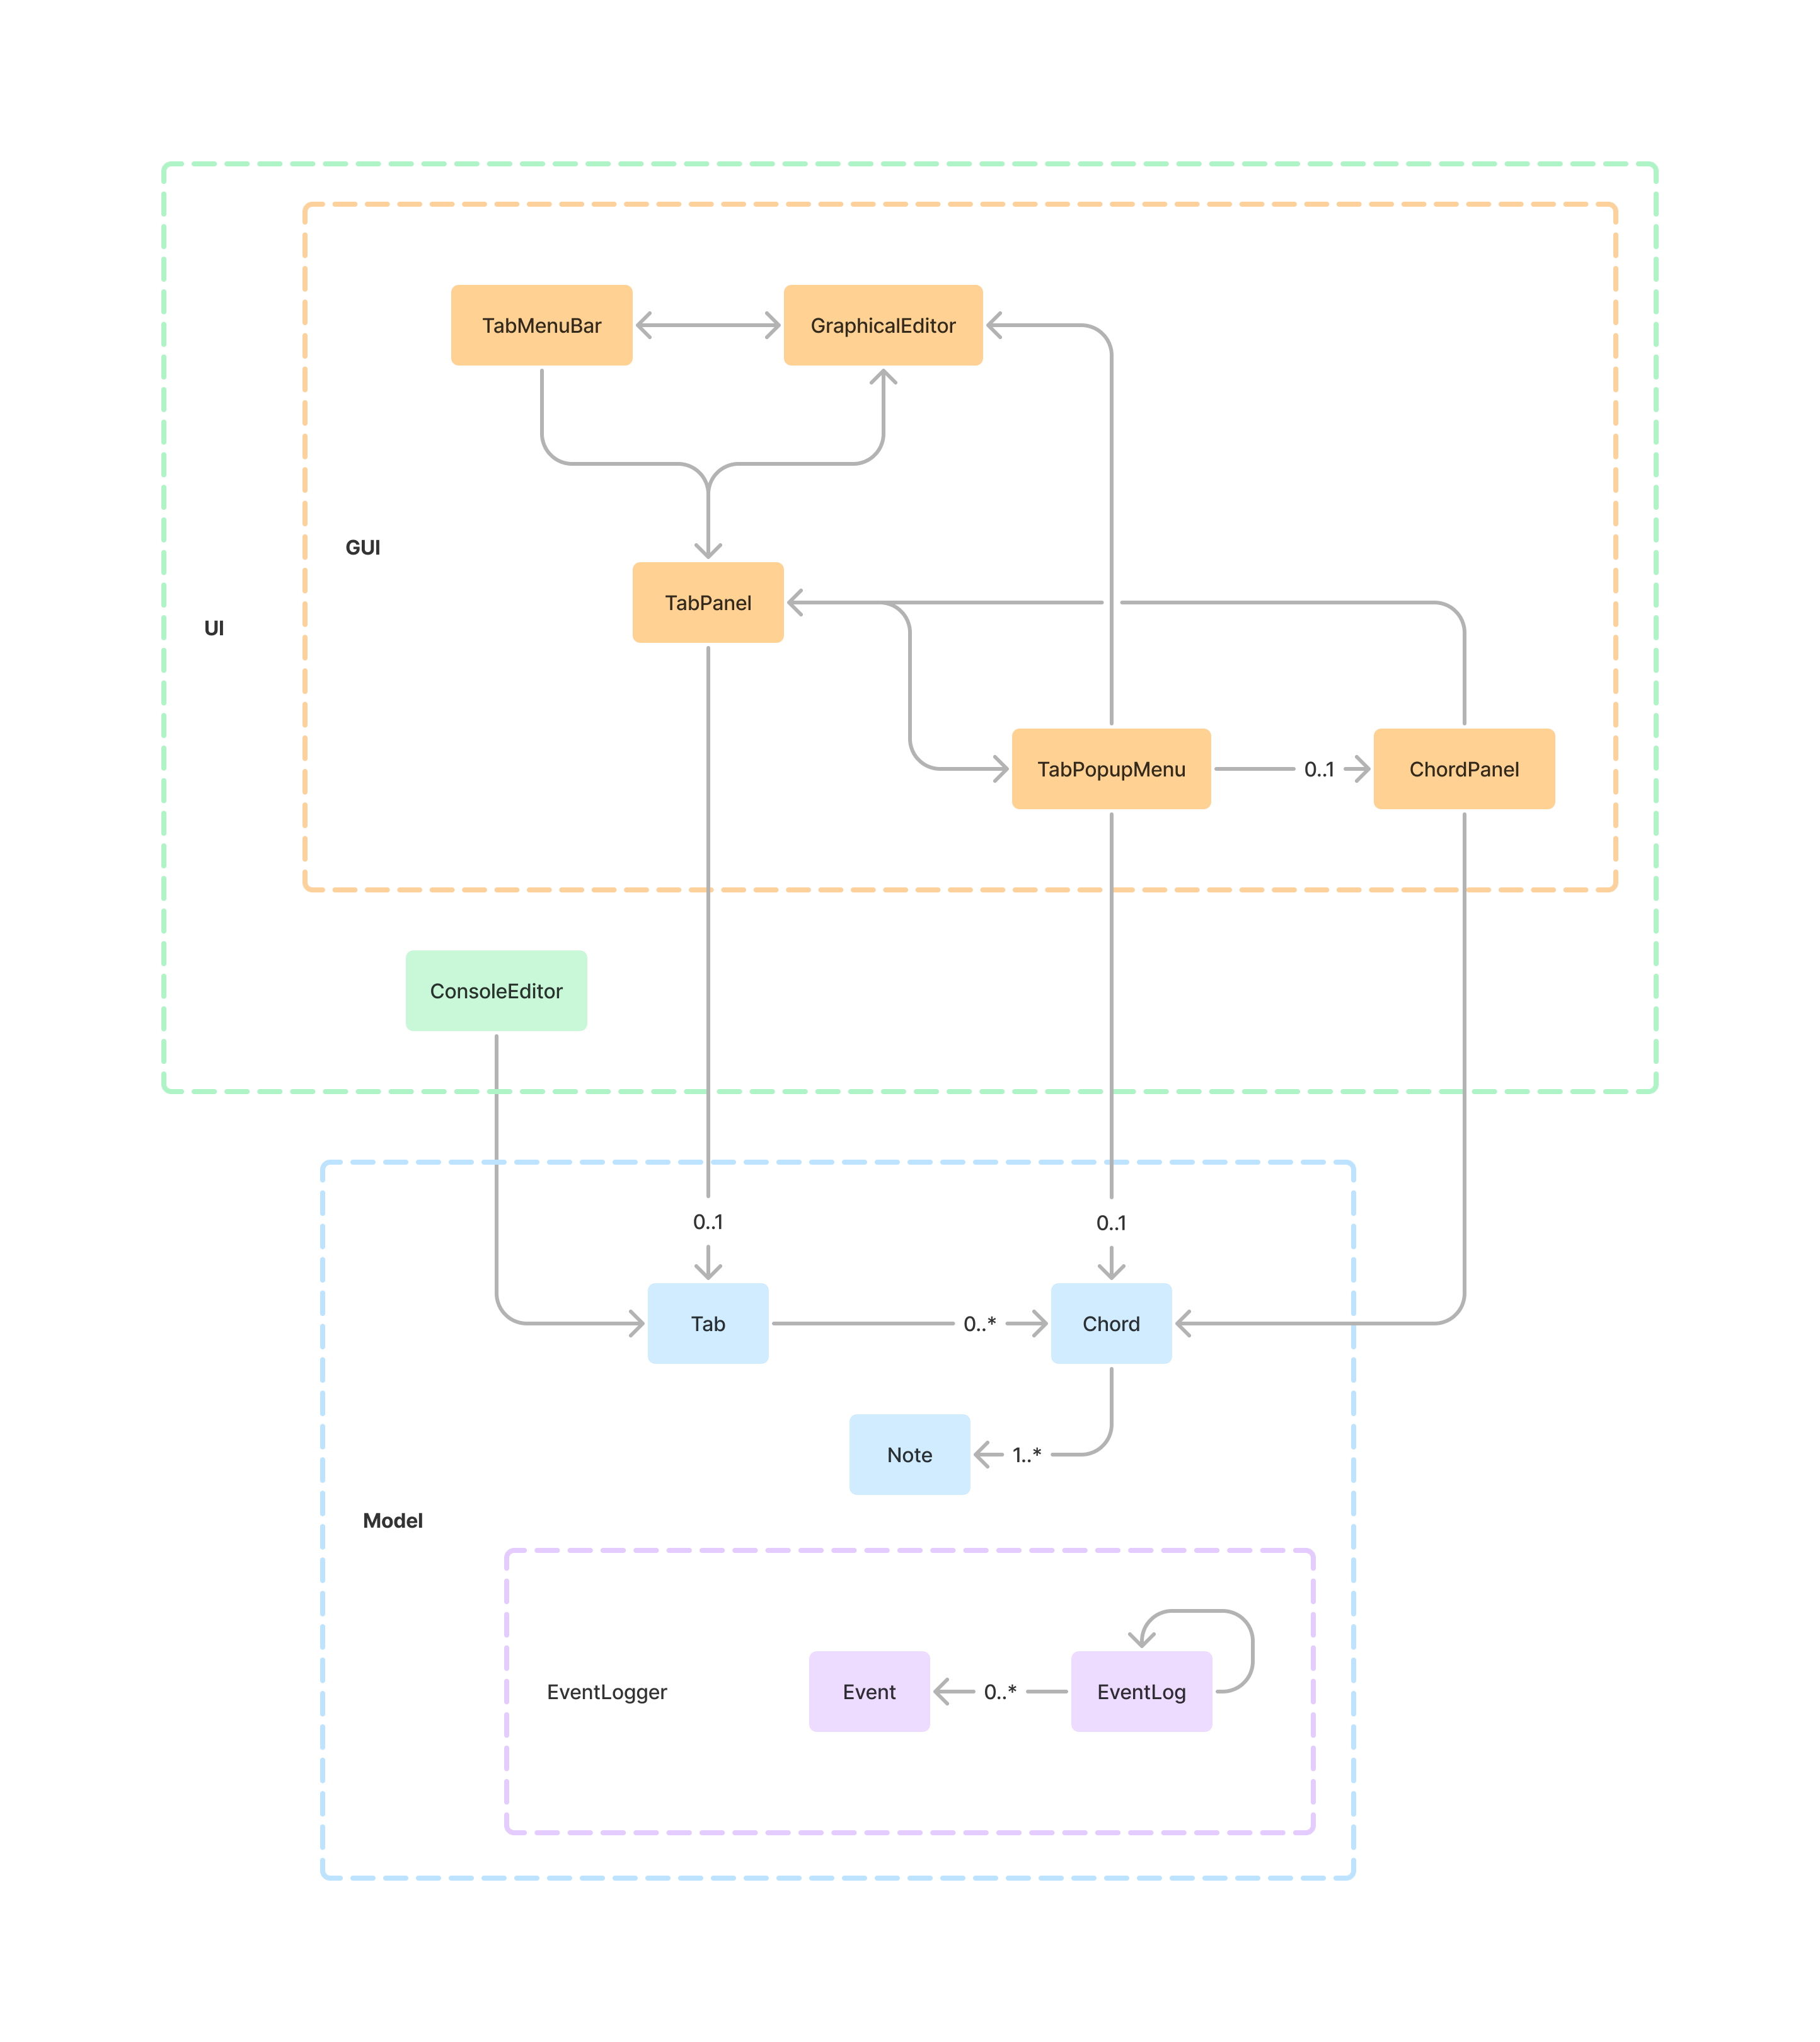 TabMenuBar
GraphicalEditor
GUI
TabPanel
UI
TabPopupMenu
0..1
ChordPanel
ConsoleEditor
0..1
0..1
Tab
0..*
Chord
Note
1..*
Model
EventLogger
Event
0..*
EventLog